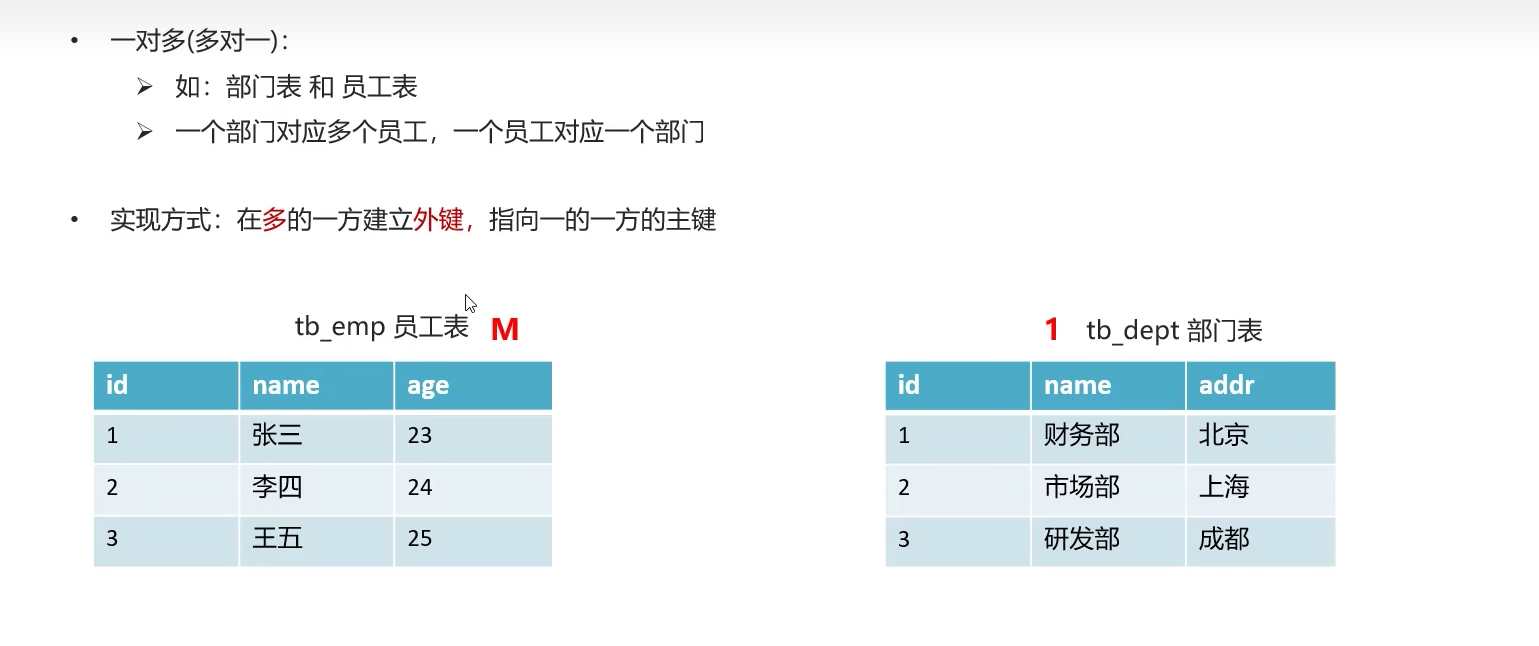 • 一对多(多对一)：
➢ 如：部门表 和 员工表
➢ 一个部门对应多个员工，一个员工对应一个部门
• 实现方式：在多的一方建立外键，指向一的一方的主键
tb_emp 员工表 M
id name age
1 张三 23
2 李四 24
3 王五 25
1 tb_dept 部门表
id name addr
1 财务部 北京
2 市场部 上海
3 研发部 成都